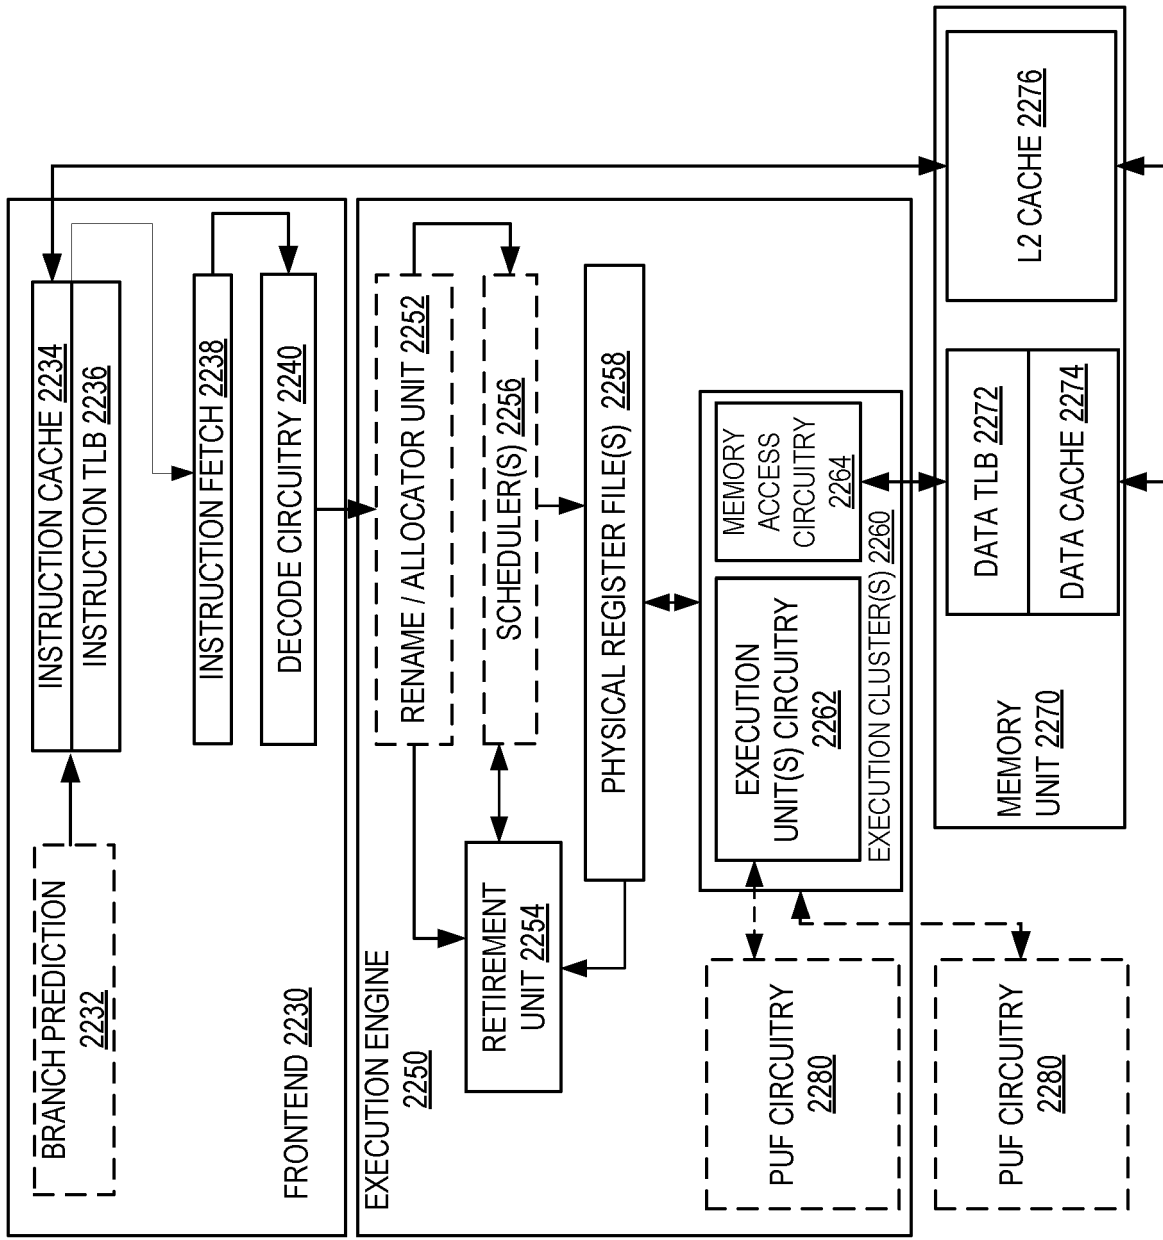 BRANCH PREDICTION
2232
INSTRUCTION CACHE 2234
INSTRUCTION TLB 2236
INSTRUCTION FETCH 2238
DECODE CIRCUITRY 2240
FRONTEND 2230
EXECUTION ENGINE
2250
RENAME / ALLOCATOR UNIT 2252
SCHEDULER(S) 2256
RETIREMENT
UNIT 2254
PHYSICAL REGISTER FILE(S) 2258
EXECUTION
UNIT(S) CIRCUITRY
2262
MEMORY
ACCESS
CIRCUITRY
2264
EXECUTION CLUSTER(S) 2260
PUF CIRCUITRY
2280
PUF CIRCUITRY
2280
MEMORY
UNIT 2270
DATA TLB 2272
DATA CACHE 2274
L2 CACHE 2276